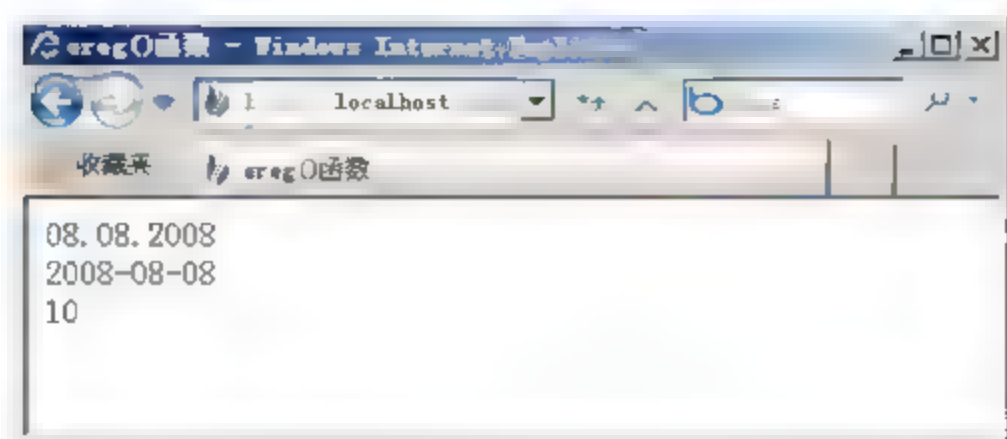 ereg()函数 - Windows Internet
localhost
收藏夹 ereg()函数
08.08.2008
2008-08-08
10